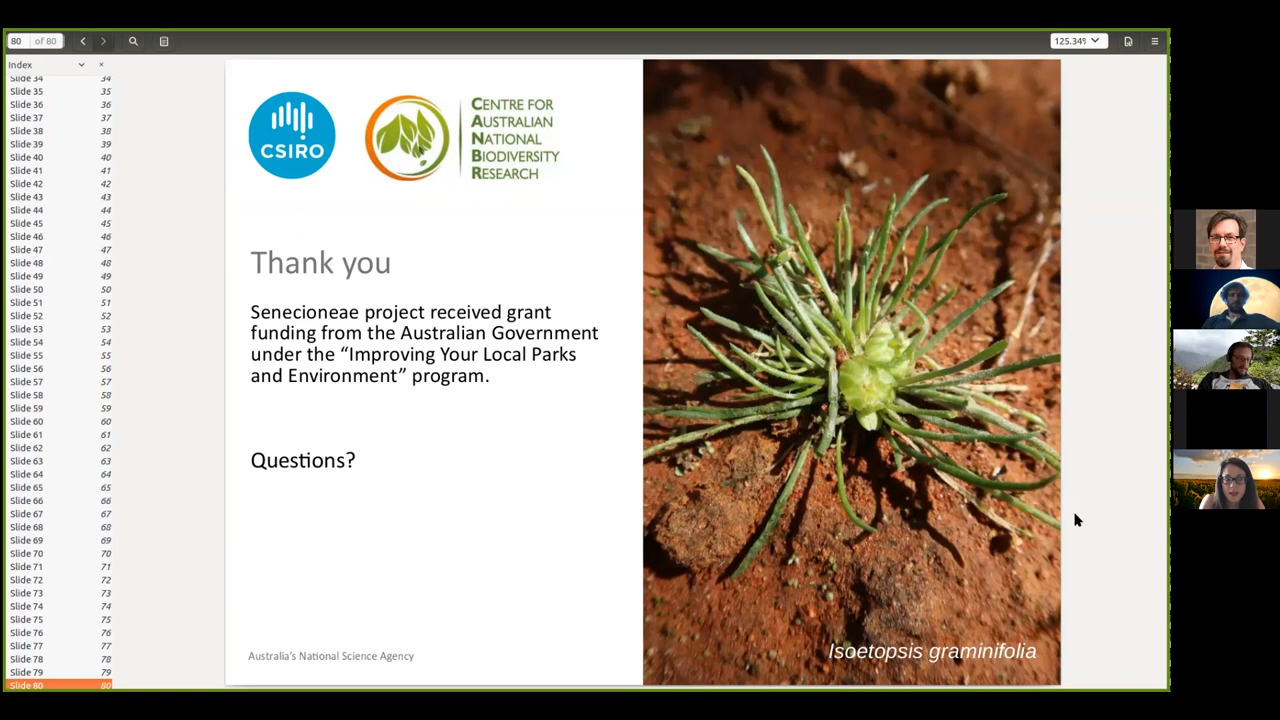 80 of 80
125.34%
Index
Slide 34 34
Slide 35 35
Slide 36 36
Slide 37 37
Slide 38 38
Slide 39 39
Slide 40 40
Slide 41 41
Slide 42 42
Slide 43 43
Slide 44 44
Slide 45 45
Slide 46 46
Slide 47 47
Slide 48 48
Slide 49 49
Slide 50 50
Slide 51 51
Slide 52 52
Slide 53 53
Slide 54 54
Slide 55 55
Slide 56 56
Slide 57 57
Slide 58 58
Slide 59 59
Slide 60 60
Slide 61 61
Slide 62 62
Slide 63 63
Slide 64 64
Slide 65 65
Slide 66 66
Slide 67 67
Slide 68 68
Slide 69 69
Slide 70 70
Slide 71 71
Slide 72 72
Slide 73 73
Slide 74 74
Slide 75 75
Slide 76 76
Slide 77 77
Slide 78 78
Slide 79 79
Slide 80 80
CSIRO
CENTRE FOR
AUSTRALIAN
NATIONAL
BIODIVERSITY
RESEARCH
Thank you
Senecioneae project received grant
funding from the Australian Government
under the “Improving Your Local Parks
and Environment” program.
Questions?
Australia’s National Science Agency
Isoetopsis graminifolia